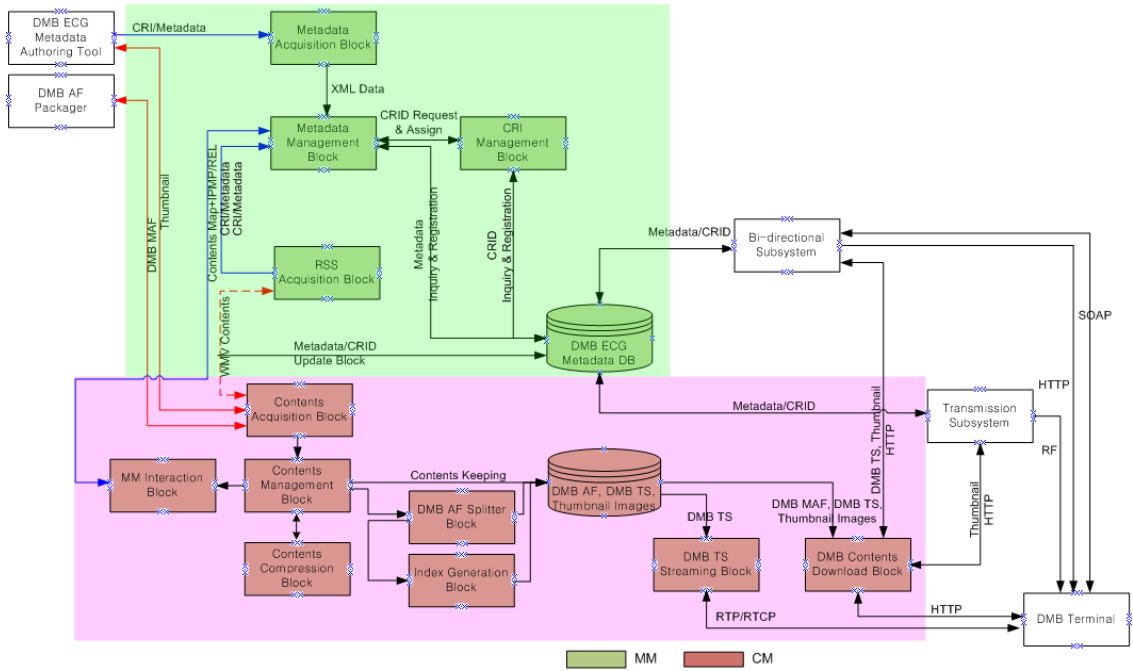 DMB ECG
Metadata
Authoring Tool
CRI/Metadata
Metadata
Acquisition Block
DMB AF
Packager
XML Data
Metadata
Management
Block
CRID Request
& Assign
CRI
Management
Block
DMB MAF
Thumbnail
Contents Map+IPMP/REL
CRI/Metadata
CRI/Metadata
Metadata
Inquiry & Registration
CRID
Inquiry & Registration
RSS
Acquisition Block
Metadata/CRID
Bi-directional
Subsystem
SOAP
WMV Contents
Metadata/CRID
Update Block
DMB ECG
Metadata DB
HTTP
Contents
Acquisition Block
Metadata/CRID
Transmission
Subsystem
RF
DMB TS, Thumbnail
HTTP
MM Interaction
Block
Contents
Management
Block
Contents Keeping
DMB AF, DMB TS,
Thumbnail Images
DMB AF Splitter
Block
DMB TS
DMB MAF, DMB TS,
Thumbnail Images
Thumbnail
HTTP
Contents
Compression
Block
Index Generation
Block
DMB TS
Streaming Block
DMB Contents
Download Block
RTP/RTCP
HTTP
DMB Terminal
MM
CM